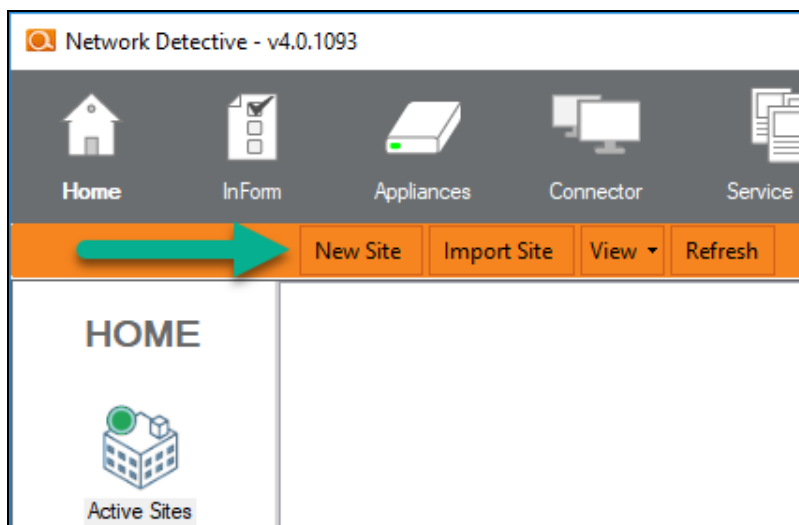 Network Detective - v4.0.1093
Home InForm Appliances Connector Service
New Site Import Site View Refresh
HOME
Active Sites